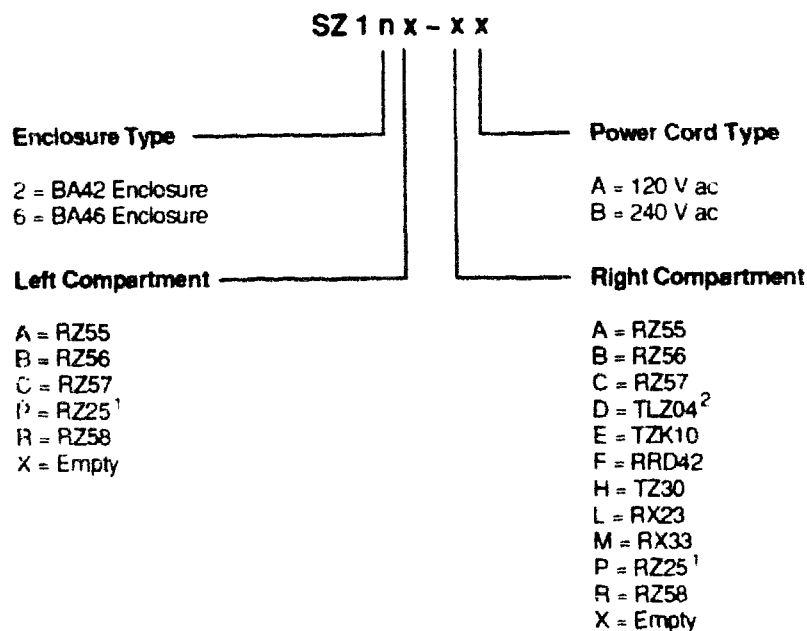 SZ 1 n x – x x
Enclosure Type
2 = BA42 Enclosure
6 = BA46 Enclosure
Left Compartment
A = RZ55
B = RZ56
C = RZ57
P = RZ25¹
R = RZ58
X = Empty
Power Cord Type
A = 120 V ac
B = 240 V ac
Right Compartment
A = RZ55
B = RZ56
C = RZ57
D = TLZ04²
E = TZK10
F = RRD42
H = TZ30
L = RX23
M = RX33
P = RZ25¹
R = RZ58
X = Empty